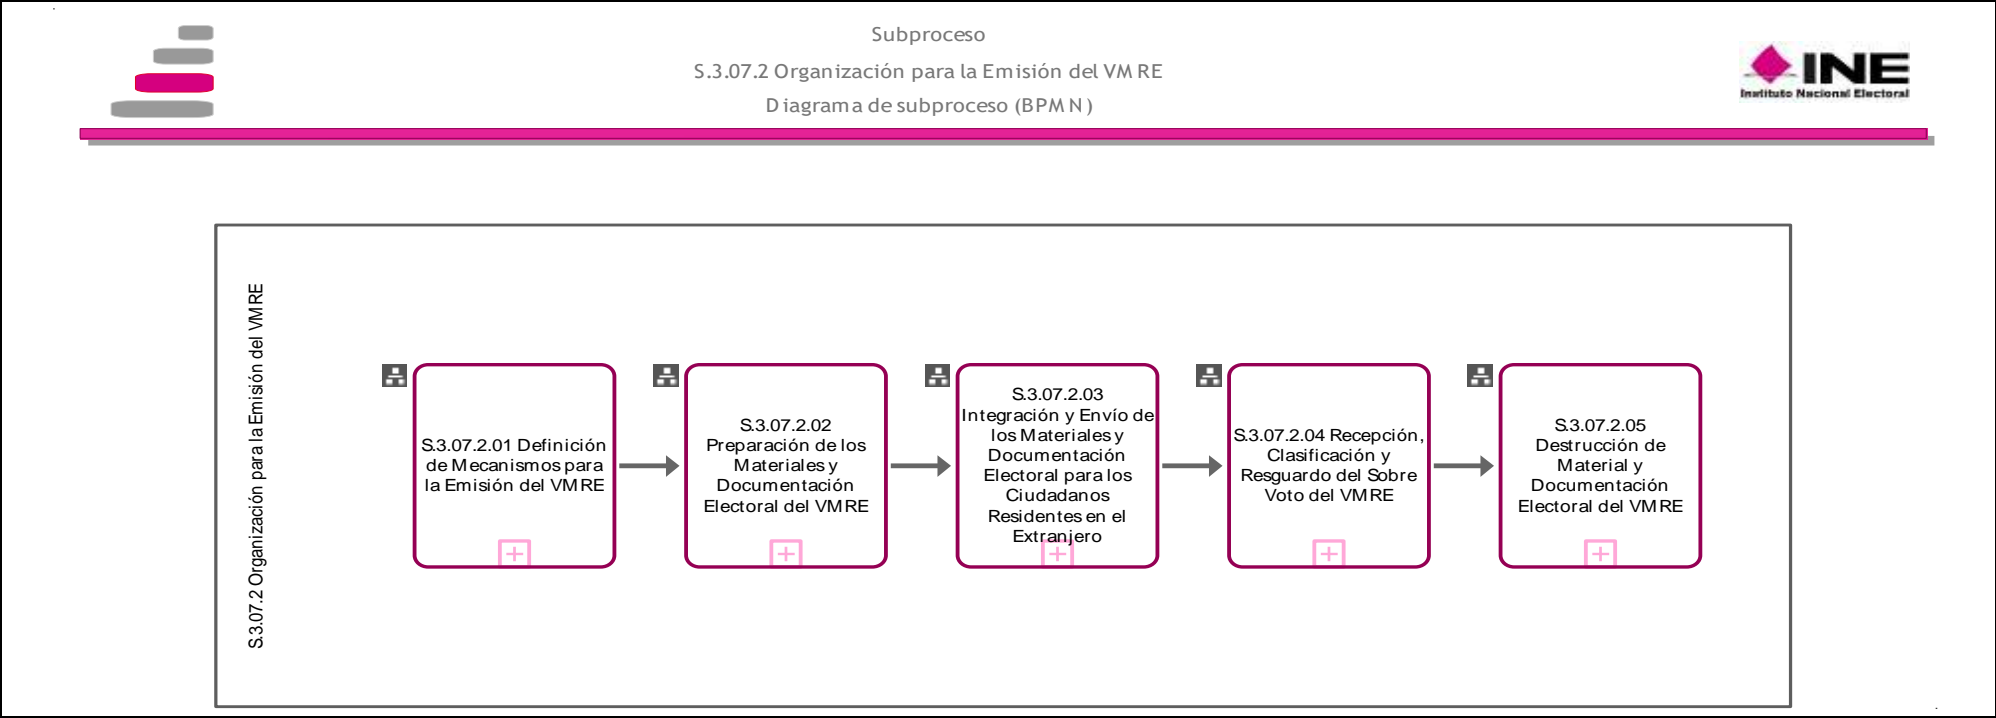 Subproceso
S.3.07.2 Organización para la Emisión del VMRE
Diagrama de subproceso (BPMN)
INE
Instituto Nacional Electoral
S.3.07.2 Organización para la Emisión del VMRE
S.3.07.2.01 Definición
de Mecanismos para
la Emisión del VMRE
S.3.07.2.02
Preparación de los
Materiales y
Documentación
Electoral del VMRE
S.3.07.2.03
Integración y Envío de
los Materiales y
Documentación
Electoral para los
Ciudadanos
Residentes en el
Extranjero
S.3.07.2.04 Recepción,
Clasificación y
Resguardo del Sobre
Voto del VMRE
S.3.07.2.05
Destrucción de
Material y
Documentación
Electoral del VMRE